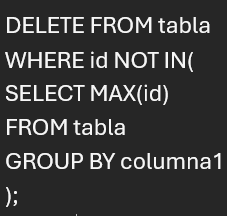 DELETE FROM tabla
WHERE id NOT IN(
SELECT MAX(id)
FROM tabla
GROUP BY columna1
);